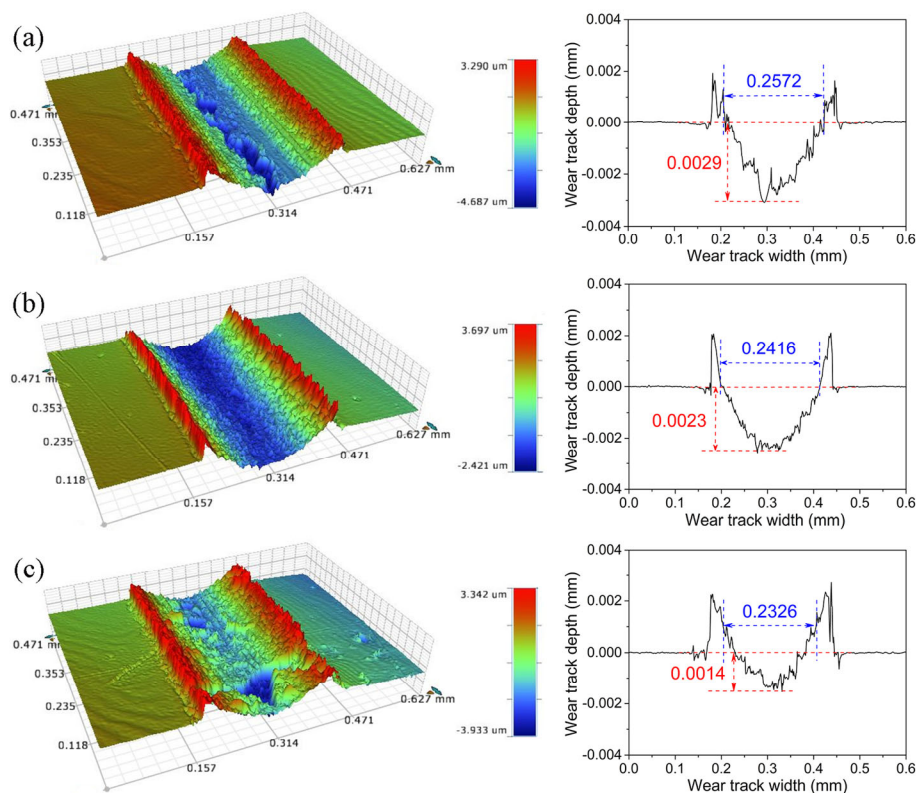 (a)
0.471 mm
0.353
0.235
0.118
0.157
0.314
0.471
0.627 mm
3.290 um
-4.687 um
Wear track depth (mm)
0.004
0.002
0.000
-0.002
-0.004
0.2572
0.0029
0.0 0.1 0.2 0.3 0.4 0.5 0.6
Wear track width (mm)
(b)
0.471 m
0.353
0.235
0.118
0.157
0.314
0.471
0.627 mm
3.697 um
-2.421 um
Wear track depth (mm)
0.004
0.002
0.000
-0.002
-0.004
0.2416
0.0023
0.0 0.1 0.2 0.3 0.4 0.5 0.6
Wear track width (mm)
(c)
0.471 m
0.353
0.235
0.118
0.157
0.314
0.471
0.627 mm
3.342 um
-3.933 um
Wear track depth (mm)
0.004
0.002
0.000
-0.002
-0.004
0.2326
0.0014
0.0 0.1 0.2 0.3 0.4 0.5 0.6
Wear track width (mm)